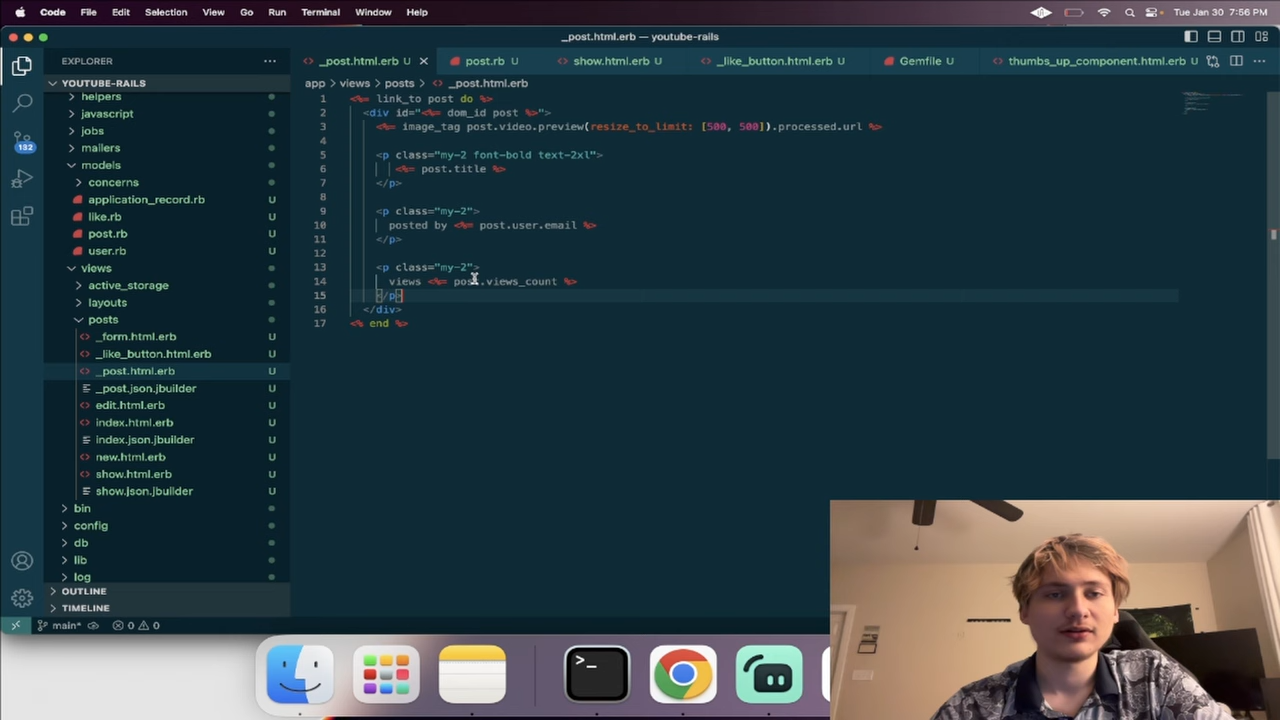 Code File Edit Selection View Go Run Terminal Window Help
Tue Jan 30 7:56 PM
_post.html.erb — youtube-rails
EXPLORER
_post.html.erb U
post.rb U
show.html.erb U
_like_button.html.erb U
Gemfile U
thumbs_up_component.html.erb U
YOUTUBE-RAILS
app > views > posts > _post.html.erb
helpers
javascript
jobs
mailers
models
concerns
application_record.rb U
like.rb U
post.rb U
user.rb U
views
active_storage
layouts
posts
_form.html.erb U
_like_button.html.erb U
_post.html.erb U
_post.json.jbuilder U
edit.html.erb U
index.html.erb U
index.json.jbuilder U
new.html.erb U
show.html.erb U
show.json.jbuilder U
bin
config
db
lib
log
OUTLINE
TIMELINE
132
1 <%= link_to post do %>
2 <div id="<%= dom_id post %>">
3 <%= image_tag post.video.preview(resize_to_limit: [500, 500]).processed.url %>
4
5 <p class="my-2 font-bold text-2xl">
6 <%= post.title %>
7 </p>
8
9 <p class="my-2">
10 posted by <%= post.user.email %>
11 </p>
12
13 <p class="my-2">
14 views <%= post.views_count %>
15 </p>
16 </div>
17 <% end %>
main* 0 0